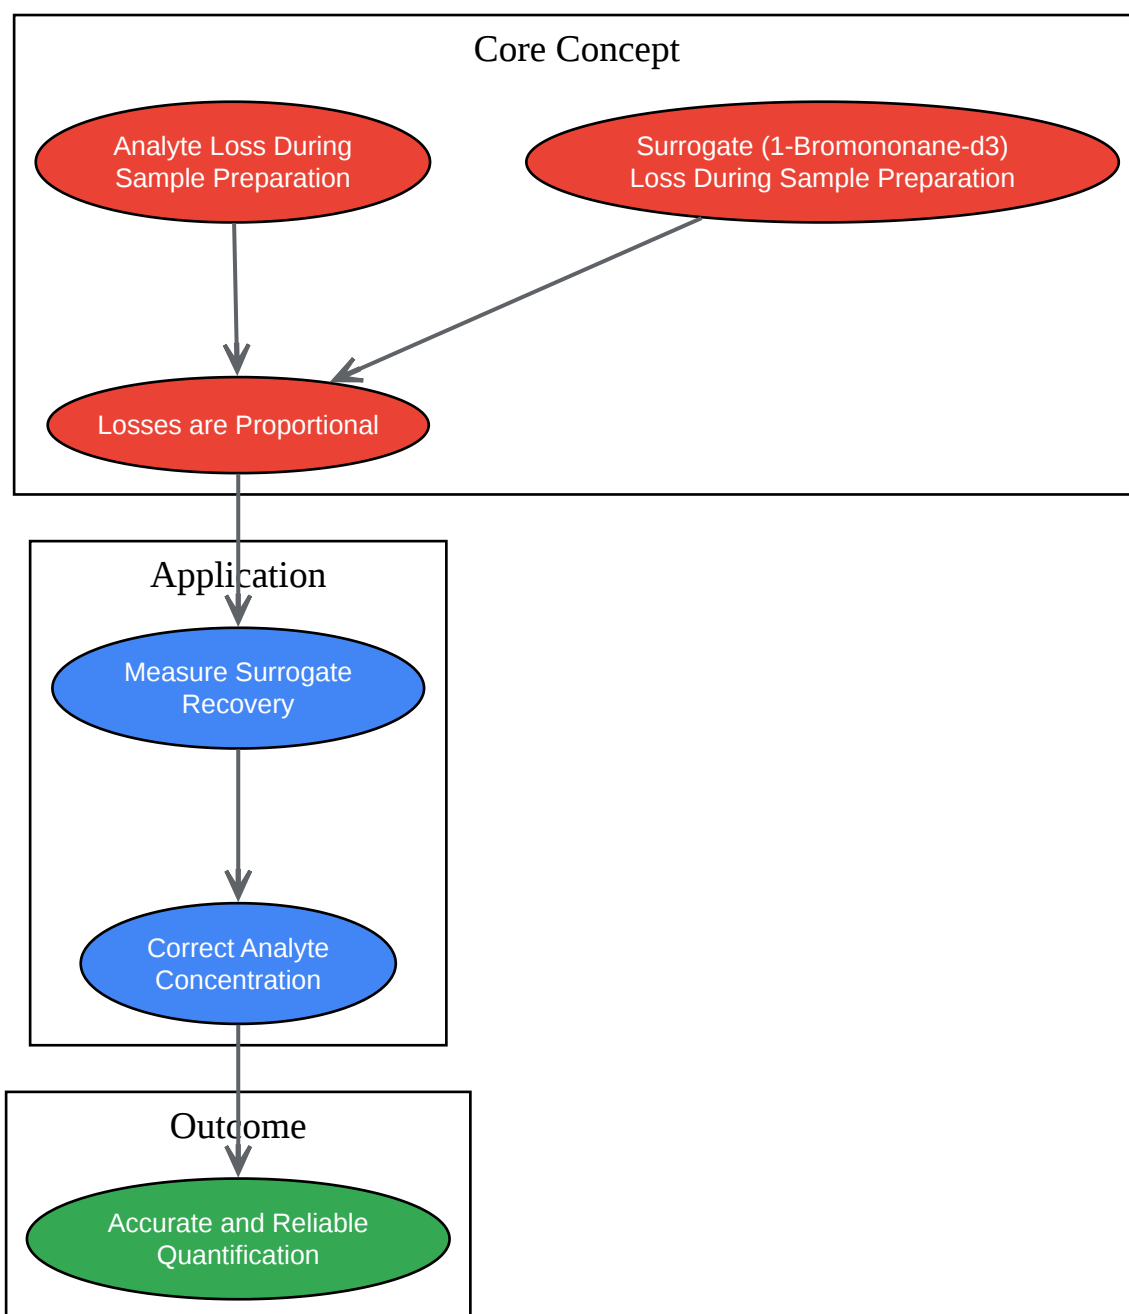 Core Concept
Analyte Loss During
Sample Preparation
Surrogate (1-Bromononane-d3)
Loss During Sample Preparation
Losses are Proportional
Application
Measure Surrogate
Recovery
Correct Analyte
Concentration
Outcome
Accurate and Reliable
Quantification